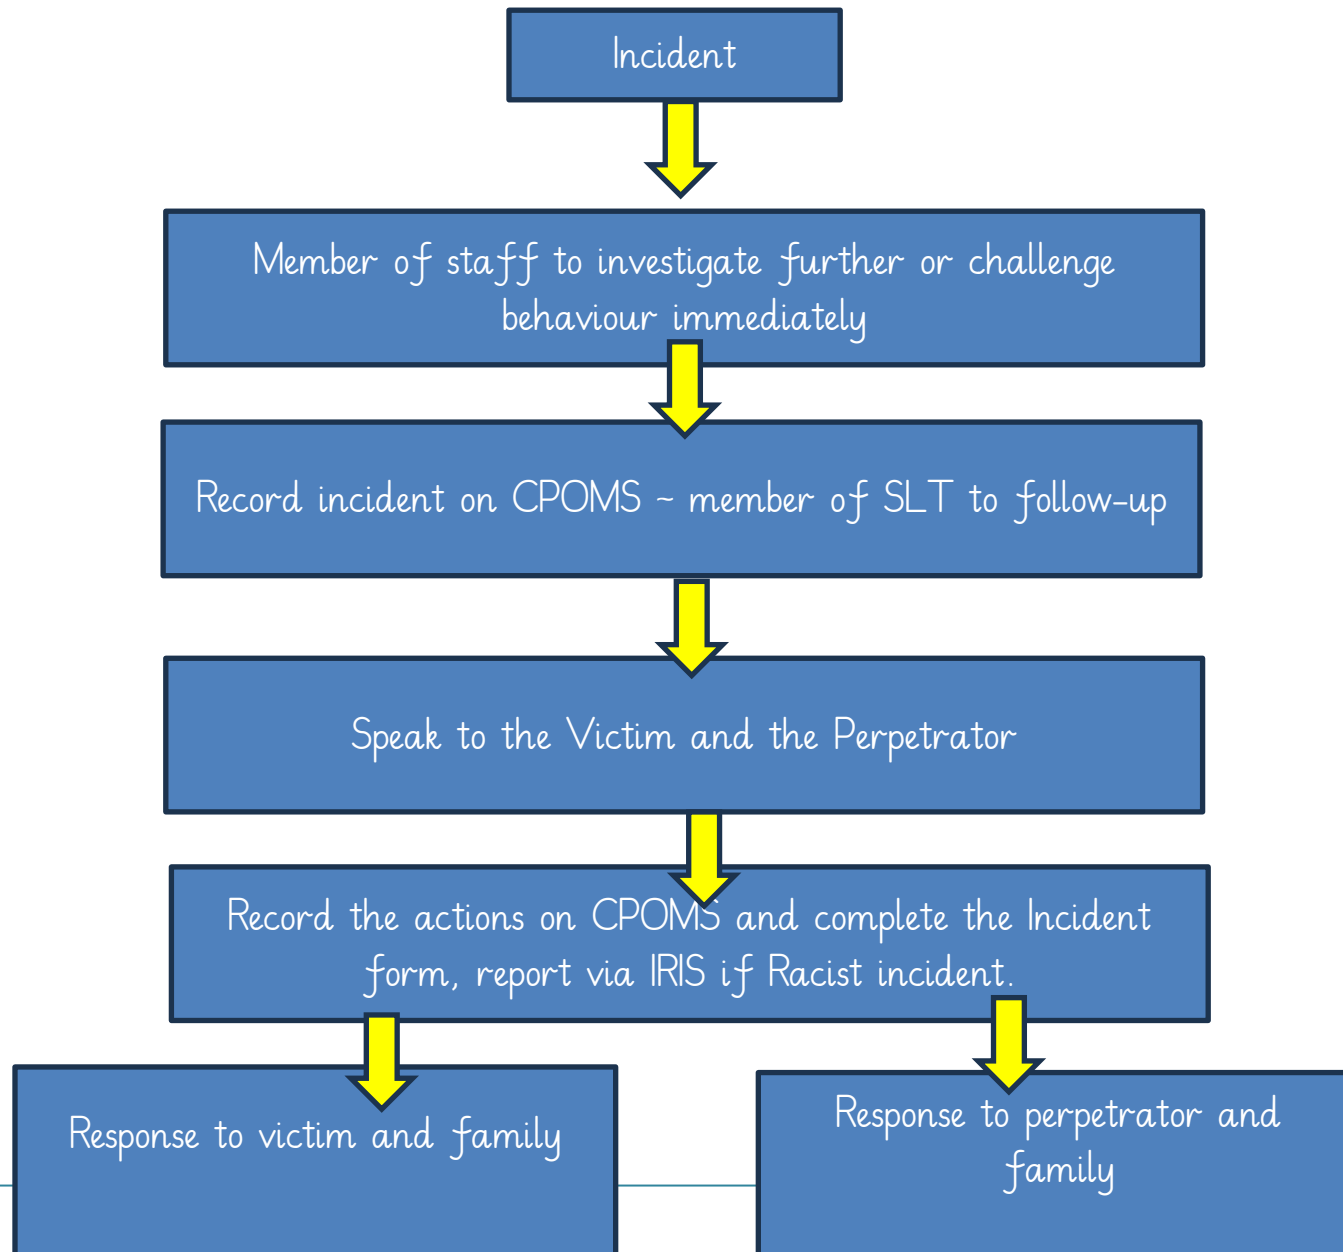 Incident
Member of staff to investigate further or challenge
behaviour immediately
Record incident on CPOMS ~ member of SLT to follow-up
Speak to the Victim and the Perpetrator
Record the actions on CPOMS and complete the Incident
form, report via IRIS if Racist incident.
Response to victim and family
Response to perpetrator and
family